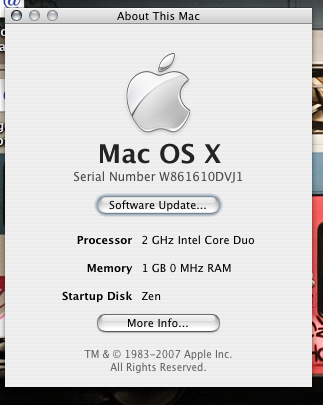 About This Mac
Mac OS X
Serial Number W861610DVJ1
Software Update...
Processor 2 GHz Intel Core Duo
Memory 1 GB 0 MHz RAM
Startup Disk Zen
More Info...
TM & © 1983-2007 Apple Inc.
All Rights Reserved.